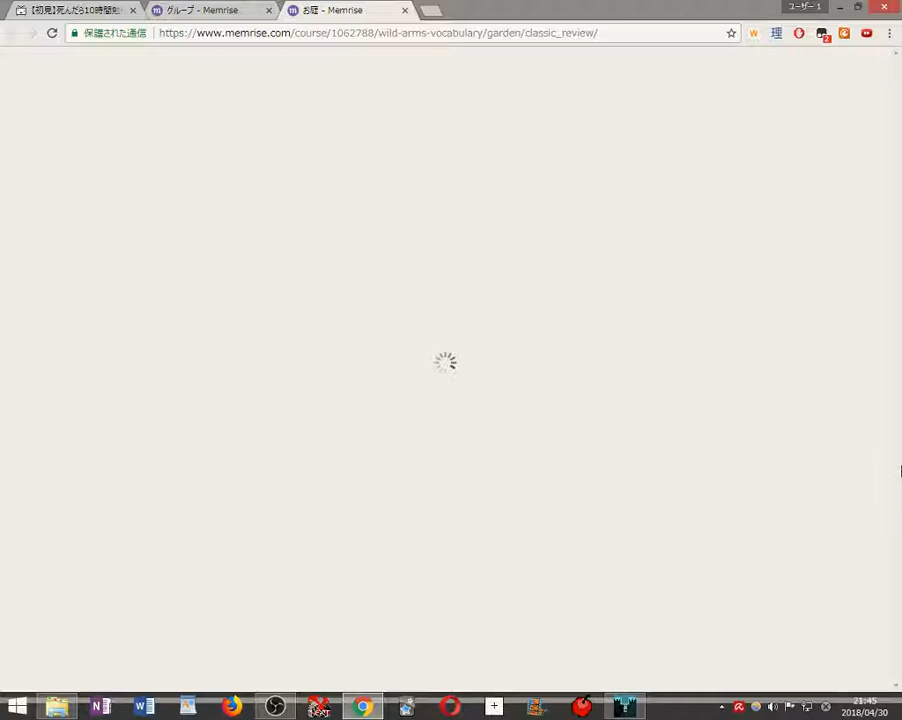 【初見】死んだら10時間耐
グループ - Memrise
お庭 - Memrise
ユーザー 1
保護された通信
https://www.memrise.com/course/1062788/wild-arms-vocabulary/garden/classic_review/
W
理
2
21:45
2018/04/30